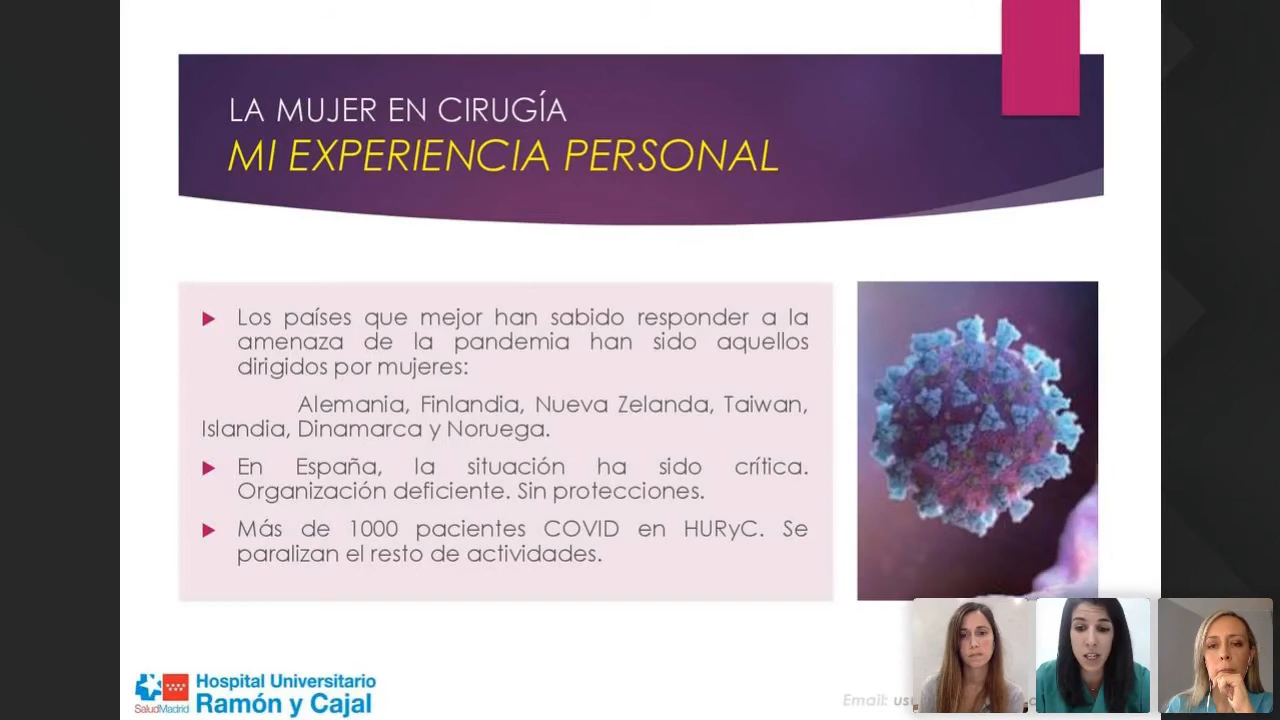 LA MUJER EN CIRUGÍA
MI EXPERIENCIA PERSONAL
Los países que mejor han sabido responder a la
amenaza de la pandemia han sido aquellos
dirigidos por mujeres:
Alemania, Finlandia, Nueva Zelanda, Taiwan,
Islandia, Dinamarca y Noruega.
En España, la situación ha sido crítica.
Organización deficiente. Sin protecciones.
Más de 1000 pacientes COVID en HURyC. Se
paralizan el resto de actividades.
Hospital Universitario
SaludMadrid Ramón y Cajal
Email: